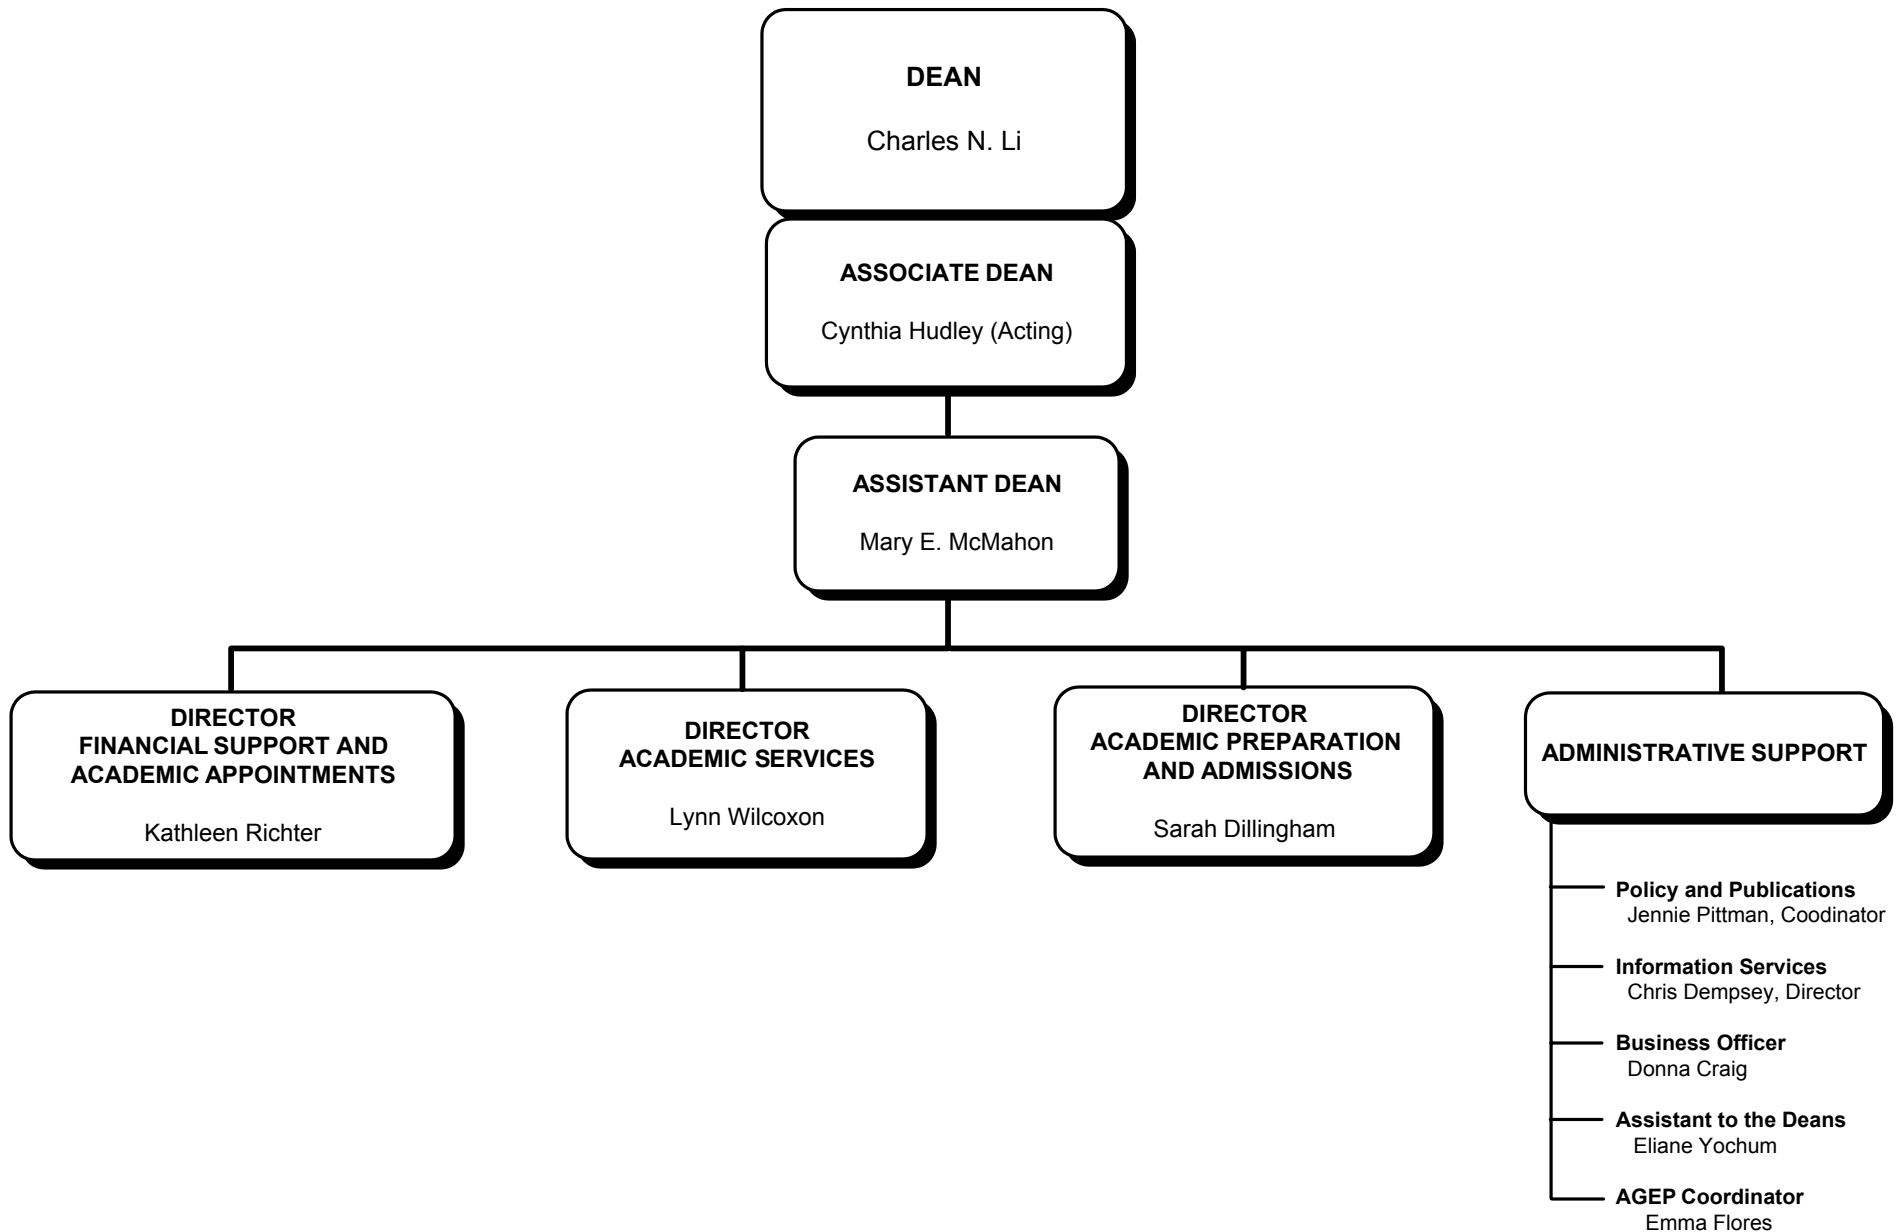 DEAN
Charles N. Li
ASSOCIATE DEAN
Cynthia Hudley (Acting)
ASSISTANT DEAN
Mary E. McMahon
DIRECTOR
FINANCIAL SUPPORT AND
ACADEMIC APPOINTMENTS
Kathleen Richter
DIRECTOR
ACADEMIC SERVICES
Lynn Wilcoxon
DIRECTOR
ACADEMIC PREPARATION
AND ADMISSIONS
Sarah Dillingham
ADMINISTRATIVE SUPPORT
Policy and Publications
Jennie Pittman, Coodinator
Information Services
Chris Dempsey, Director
Business Officer
Donna Craig
Assistant to the Deans
Eliane Yochum
AGEP Coordinator
Emma Flores